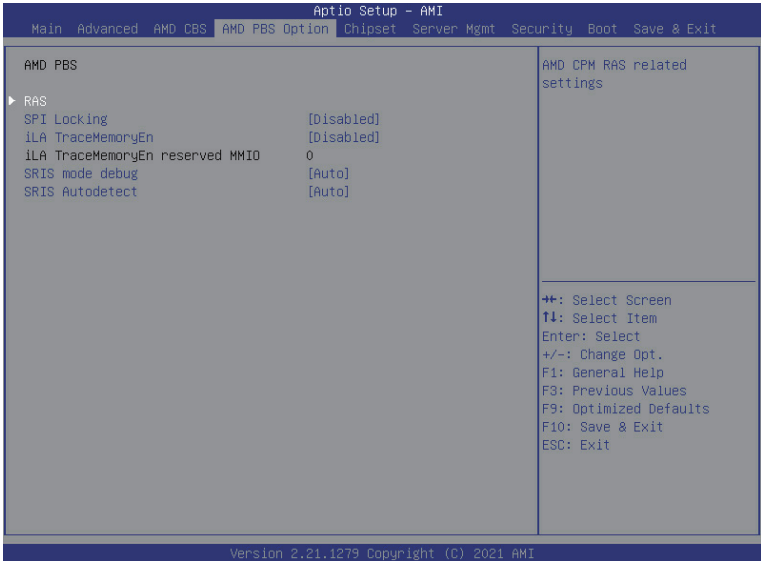 Aptio Setup – AMI
Main Advanced AMD CBS AMD PBS Option Chipset Server Mgmt Security Boot Save & Exit
AMD PBS
▶ RAS
SPI Locking [Disabled]
iLA TraceMemoryEn [Disabled]
iLA TraceMemoryEn reserved MMIO 0
SRIS mode debug [Auto]
SRIS Autodetect [Auto]
AMD CPM RAS related
settings
→←: Select Screen
↑↓: Select Item
Enter: Select
+/-: Change Opt.
F1: General Help
F3: Previous Values
F9: Optimized Defaults
F10: Save & Exit
ESC: Exit
Version 2.21.1279 Copyright (C) 2021 AMI